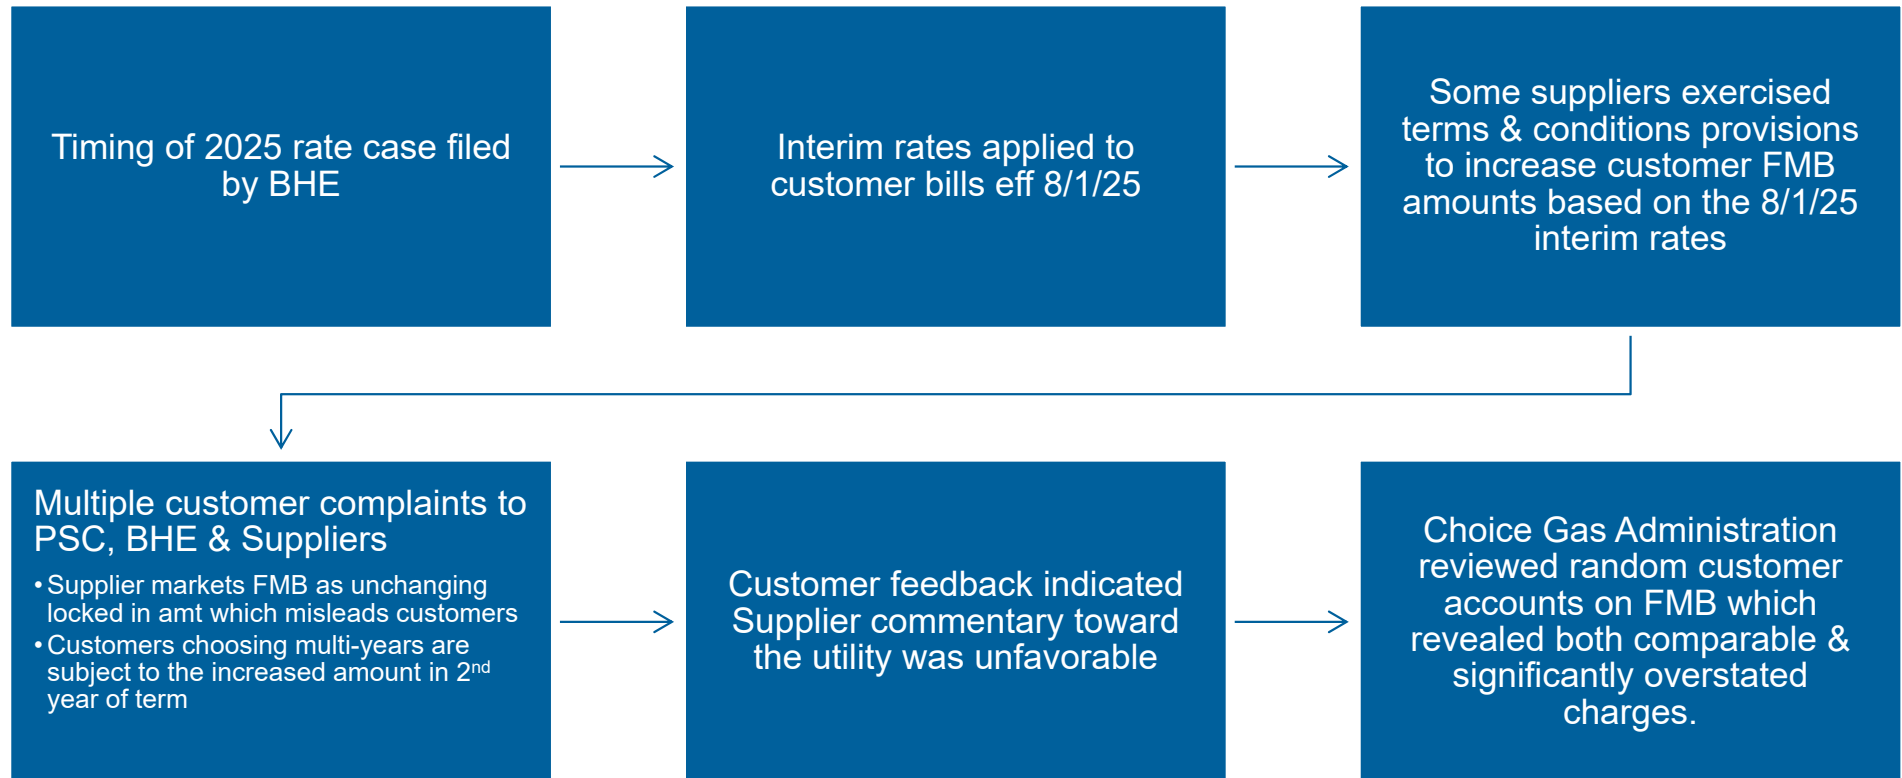 Timing of 2025 rate case filed
by BHE
Interim rates applied to
customer bills eff 8/1/25
Some suppliers exercised
terms & conditions provisions
to increase customer FMB
amounts based on the 8/1/25
interim rates
Multiple customer complaints to
PSC, BHE & Suppliers
• Supplier markets FMB as unchanging
locked in amt which misleads customers
• Customers choosing multi-years are
subject to the increased amount in 2nd
year of term
Customer feedback indicated
Supplier commentary toward
the utility was unfavorable
Choice Gas Administration
reviewed random customer
accounts on FMB which
revealed both comparable &
significantly overstated
charges.